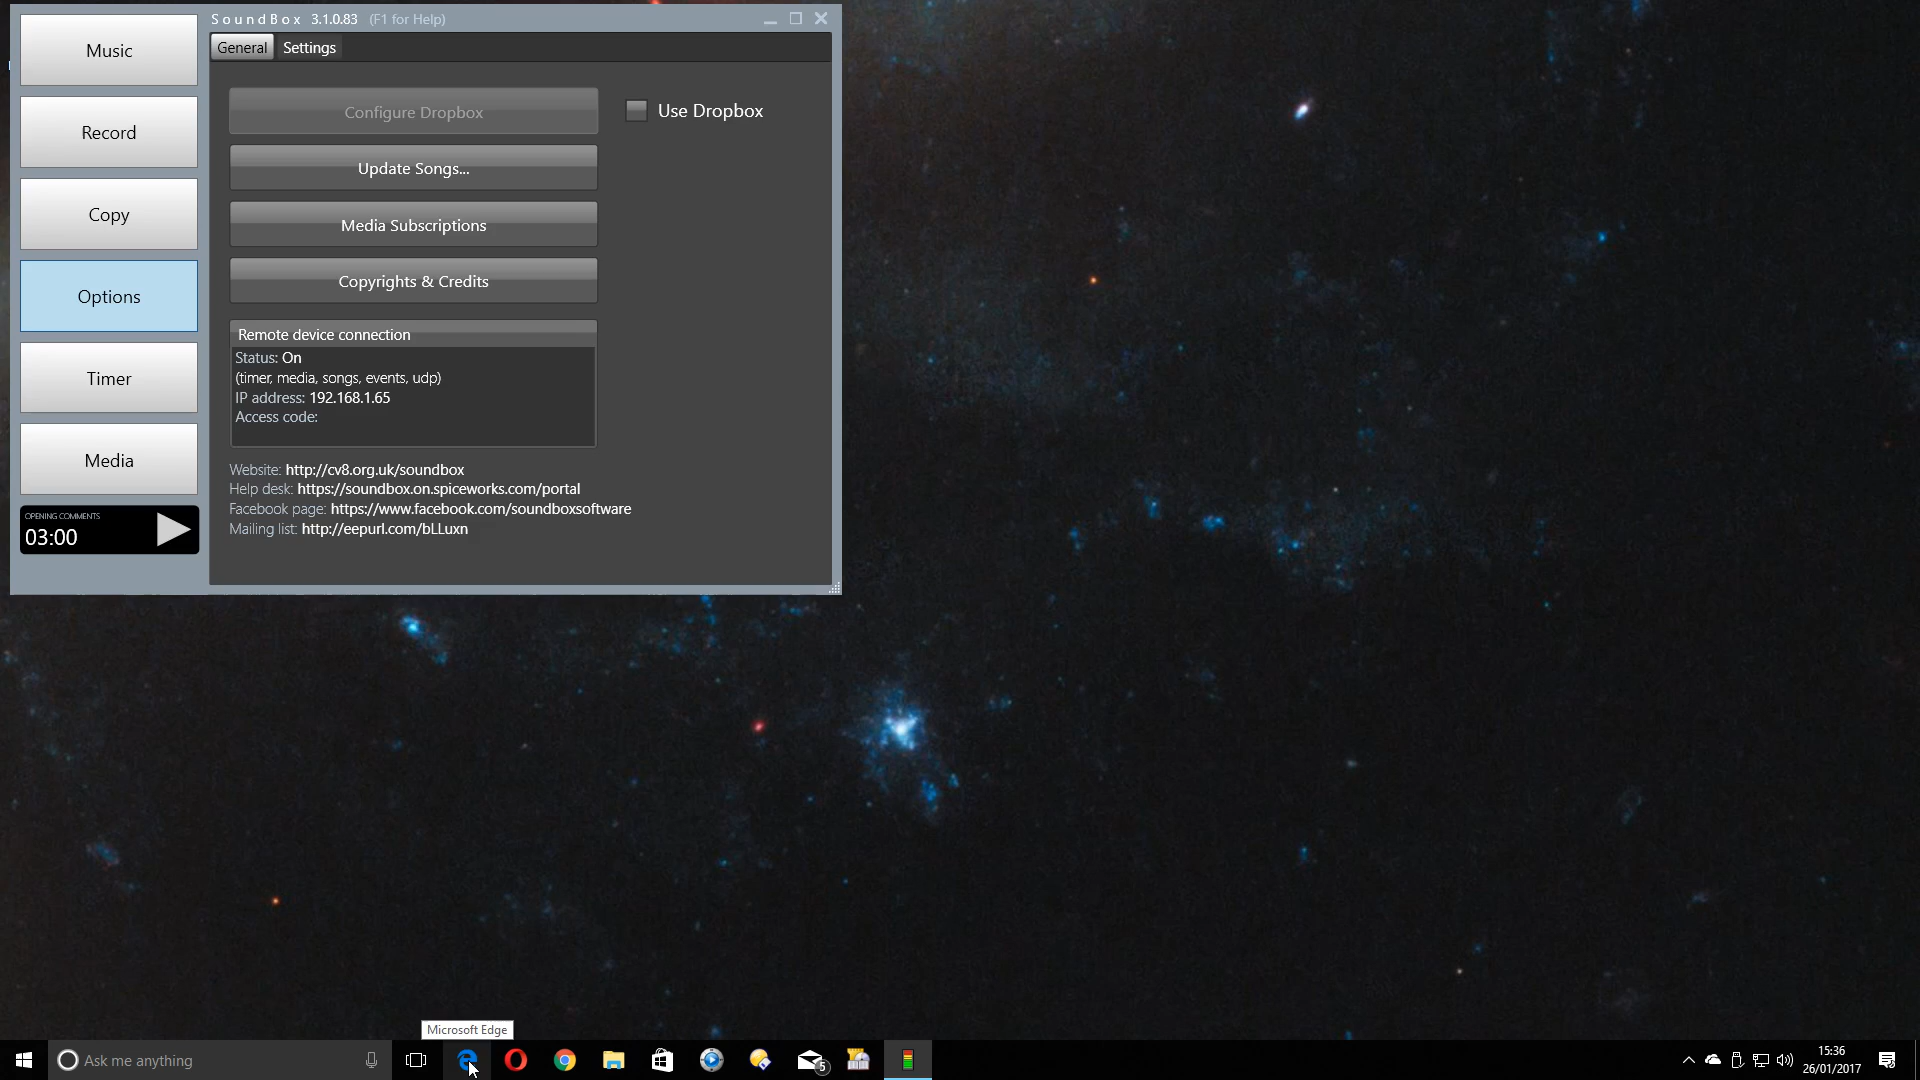 SoundBox 3.1.0.83 (F1 for Help)
Music
Record
Copy
Options
Timer
Media
OPENING COMMENTS
03:00
General Settings
Configure Dropbox
Use Dropbox
Update Songs...
Media Subscriptions
Copyrights & Credits
Remote device connection
Status: On
(timer, media, songs, events, udp)
IP address: 192.168.1.65
Access code:
Website: http://cv8.org.uk/soundbox
Help desk: https://soundbox.on.spiceworks.com/portal
Facebook page: https://www.facebook.com/soundboxsoftware
Mailing list: http://eepurl.com/bLLuxn
Microsoft Edge
Ask me anything
5
15:36
26/01/2017